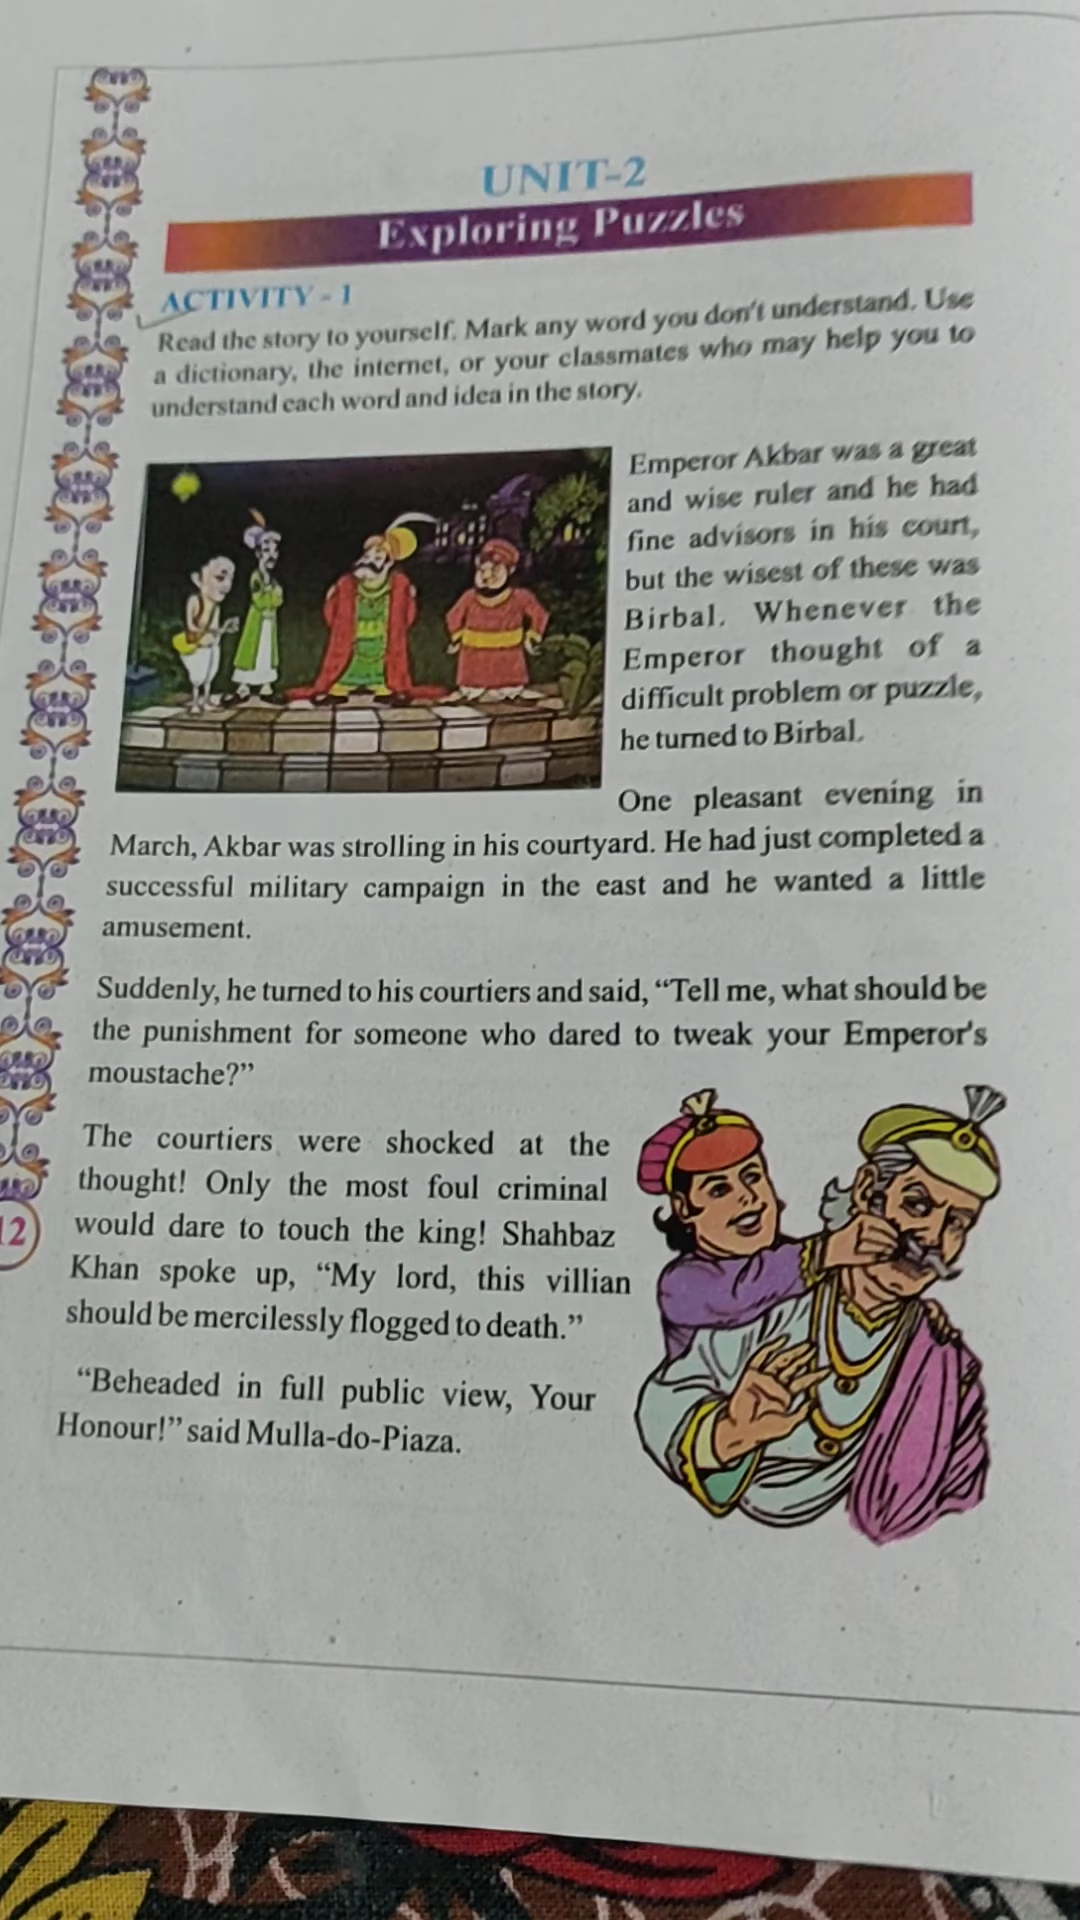 UNIT-2
Exploring Puzzles
ACTIVITY - 1
Read the story to yourself. Mark any word you don't understand. Use
a dictionary, the internet, or your classmates who may help you to
understand each word and idea in the story.
Emperor Akbar was a great
and wise ruler and he had
fine advisors in his court,
but the wisest of these was
Birbal. Whenever the
Emperor thought of a
difficult problem or puzzle,
he turned to Birbal.
One pleasant evening in
March, Akbar was strolling in his courtyard. He had just completed a
successful military campaign in the east and he wanted a little
amusement.
Suddenly, he turned to his courtiers and said, “Tell me, what should be
the punishment for someone who dared to tweak your Emperor's
moustache?”
The courtiers were shocked at the
thought! Only the most foul criminal
would dare to touch the king! Shahbaz
Khan spoke up, “My lord, this villian
should be mercilessly flogged to death.”
“Beheaded in full public view, Your
Honour!” said Mulla-do-Piaza.
12